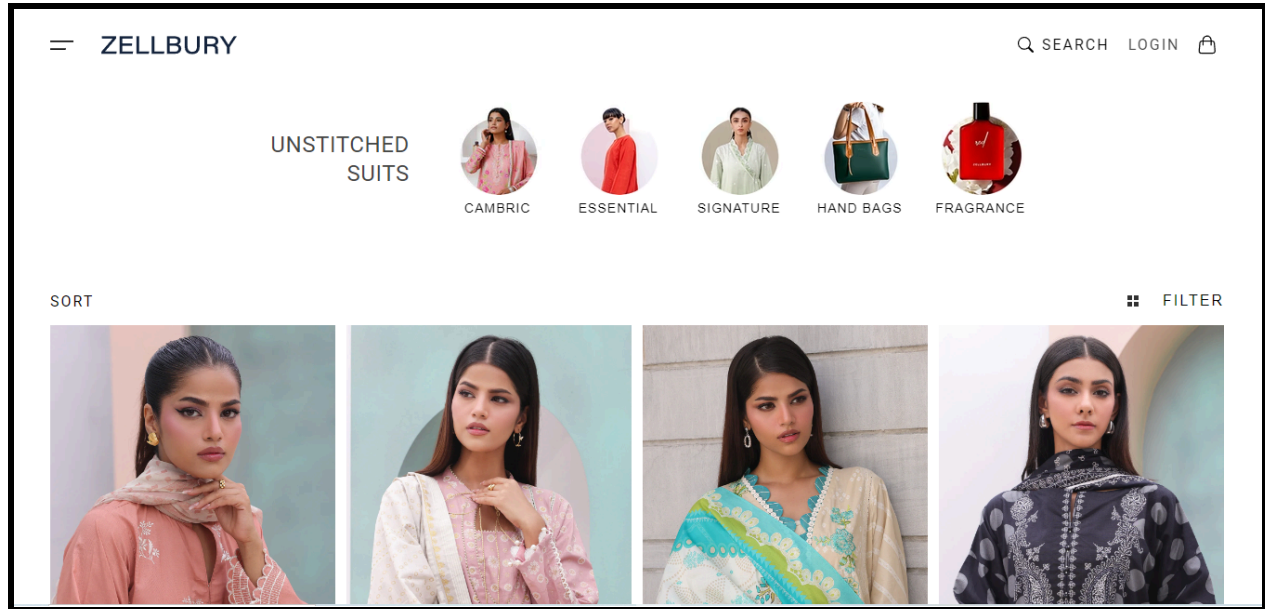 ZELLBURY
SEARCH LOGIN
UNSTITCHED
SUITS
CAMBRIC ESSENTIAL SIGNATURE HAND BAGS FRAGRANCE
SORT FILTER